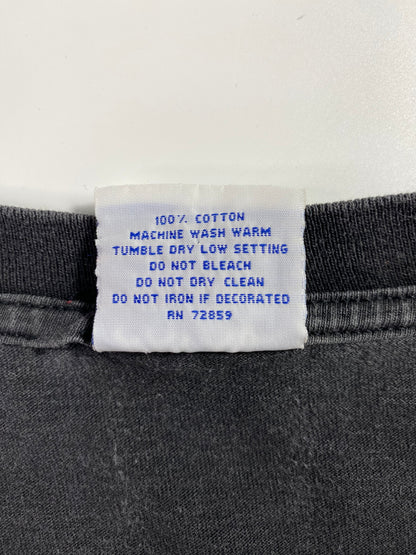 100% COTTON
MACHINE WASH WARM
TUMBLE DRY LOW SETTING
DO NOT BLEACH
DO NOT DRY CLEAN
DO NOT IRON IF DECORATED
RN 72859